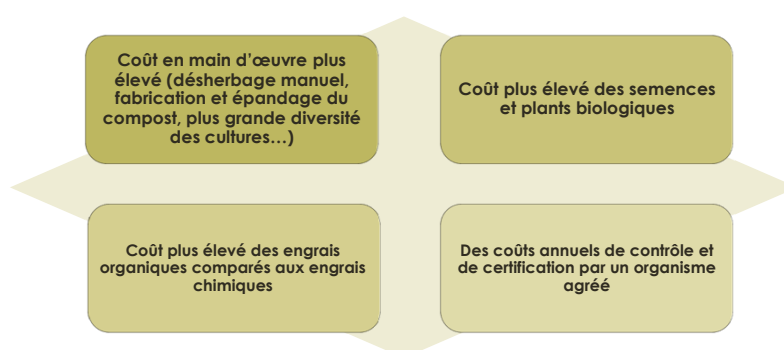 Coût en main d’œuvre plus
élevé (désherbage manuel,
fabrication et épandage du
compost, plus grande diversité
des cultures…)
Coût plus élevé des semences
et plants biologiques
Coût plus élevé des engrais
organiques comparés aux engrais
chimiques
Des coûts annuels de contrôle et
de certification par un organisme
agréé